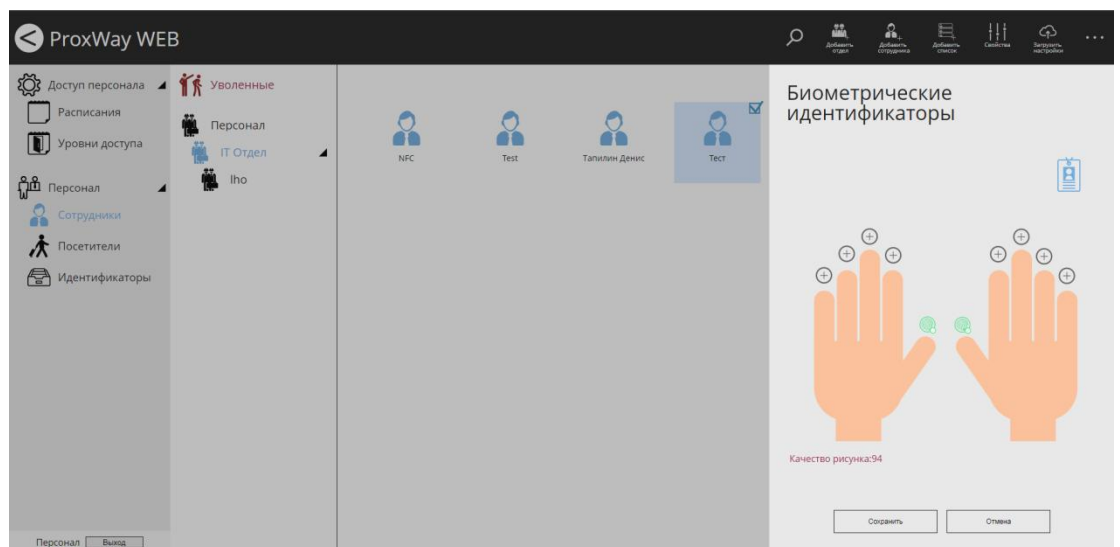 ProxWay WEB
Добавить отдел
Добавить сотрудника
Добавить список
Свойства
Загрузить настройки
...
Доступ персонала
Расписания
Уровни доступа
Персонал
Сотрудники
Посетители
Идентификаторы
Уволенные
Персонал
IT Отдел
Iho
NFC
Test
Тапилин Денис
Тест
Биометрические
идентификаторы
Качество рисунка:94
Сохранить
Отмена
Персонал
Выход